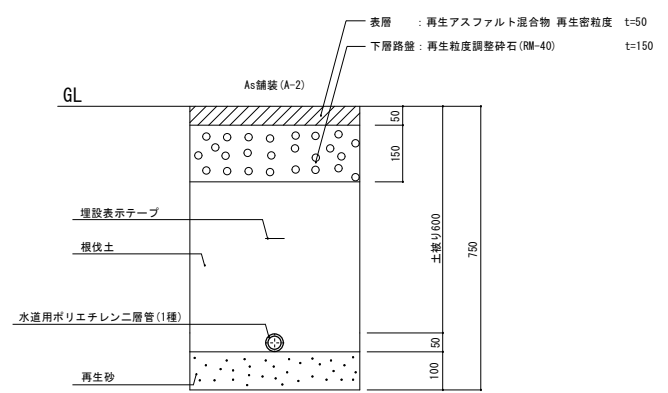 表層　：再生アスファルト混合物 再生密粒度 t=50
下層路盤：再生粒度調整砕石(RM-40) t=150
As舗装(A-2)
GL
50
150
埋設表示テープ
根伐土
土被り600
750
水道用ポリエチレン二層管(1種)
50
100
再生砂